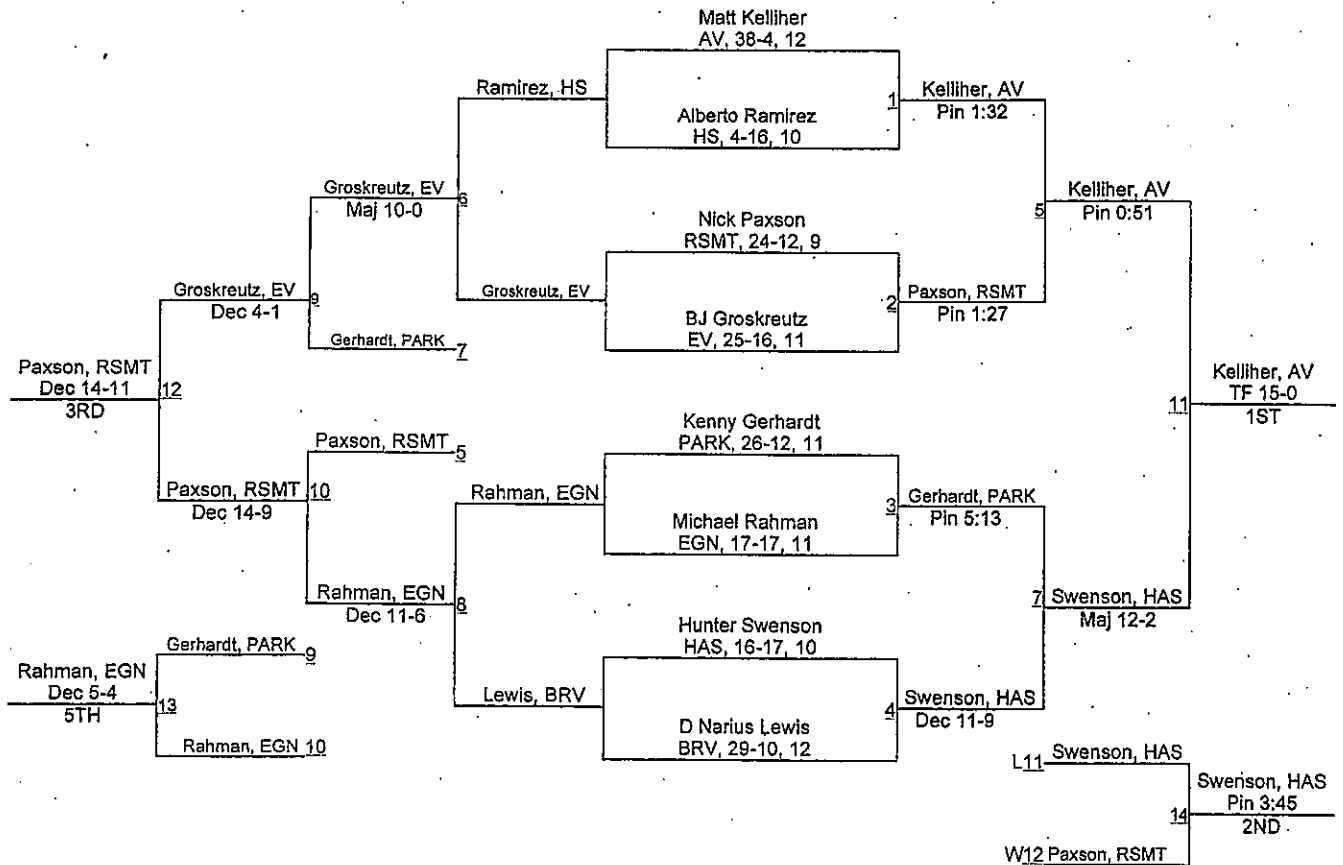 Matt Kelliher
AV, 38-4, 12
Ramirez, HS
1
Kelliher, AV
Pin 1:32
Alberto Ramirez
HS, 4-16, 10
Groskreutz, EV
Maj 10-0
6
Kelliher, AV
Pin 0:51
5
Nick Paxson
RSMT, 24-12, 9
Groskreutz, EV
Dec 4-1
9
Groskreutz, EV
2
Paxson, RSMT
Pin 1:27
BJ Groskreutz
EV, 25-16, 11
Gerhardt, PARK
7
Paxson, RSMT
Dec 14-11
3RD
12
Kelliher, AV
TF 15-0
1ST
11
Kenny Gerhardt
PARK, 26-12, 11
Paxson, RSMT
5
Paxson, RSMT
Dec 14-9
10
Rahman, EGN
3
Gerhardt, PARK
Pin 5:13
Michael Rahman
EGN, 17-17, 11
Rahman, EGN
Dec 11-6
8
7
Swenson, HAS
Maj 12-2
Hunter Swenson
HAS, 16-17, 10
Gerhardt, PARK
9
Rahman, EGN
Dec 5-4
5TH
13
Lewis, BRV
4
Swenson, HAS
Dec 11-9
D Narius Lewis
BRV, 29-10, 12
Rahman, EGN 10
L11
Swenson, HAS
Swenson, HAS
Pin 3:45
2ND
14
W12 Paxson, RSMT